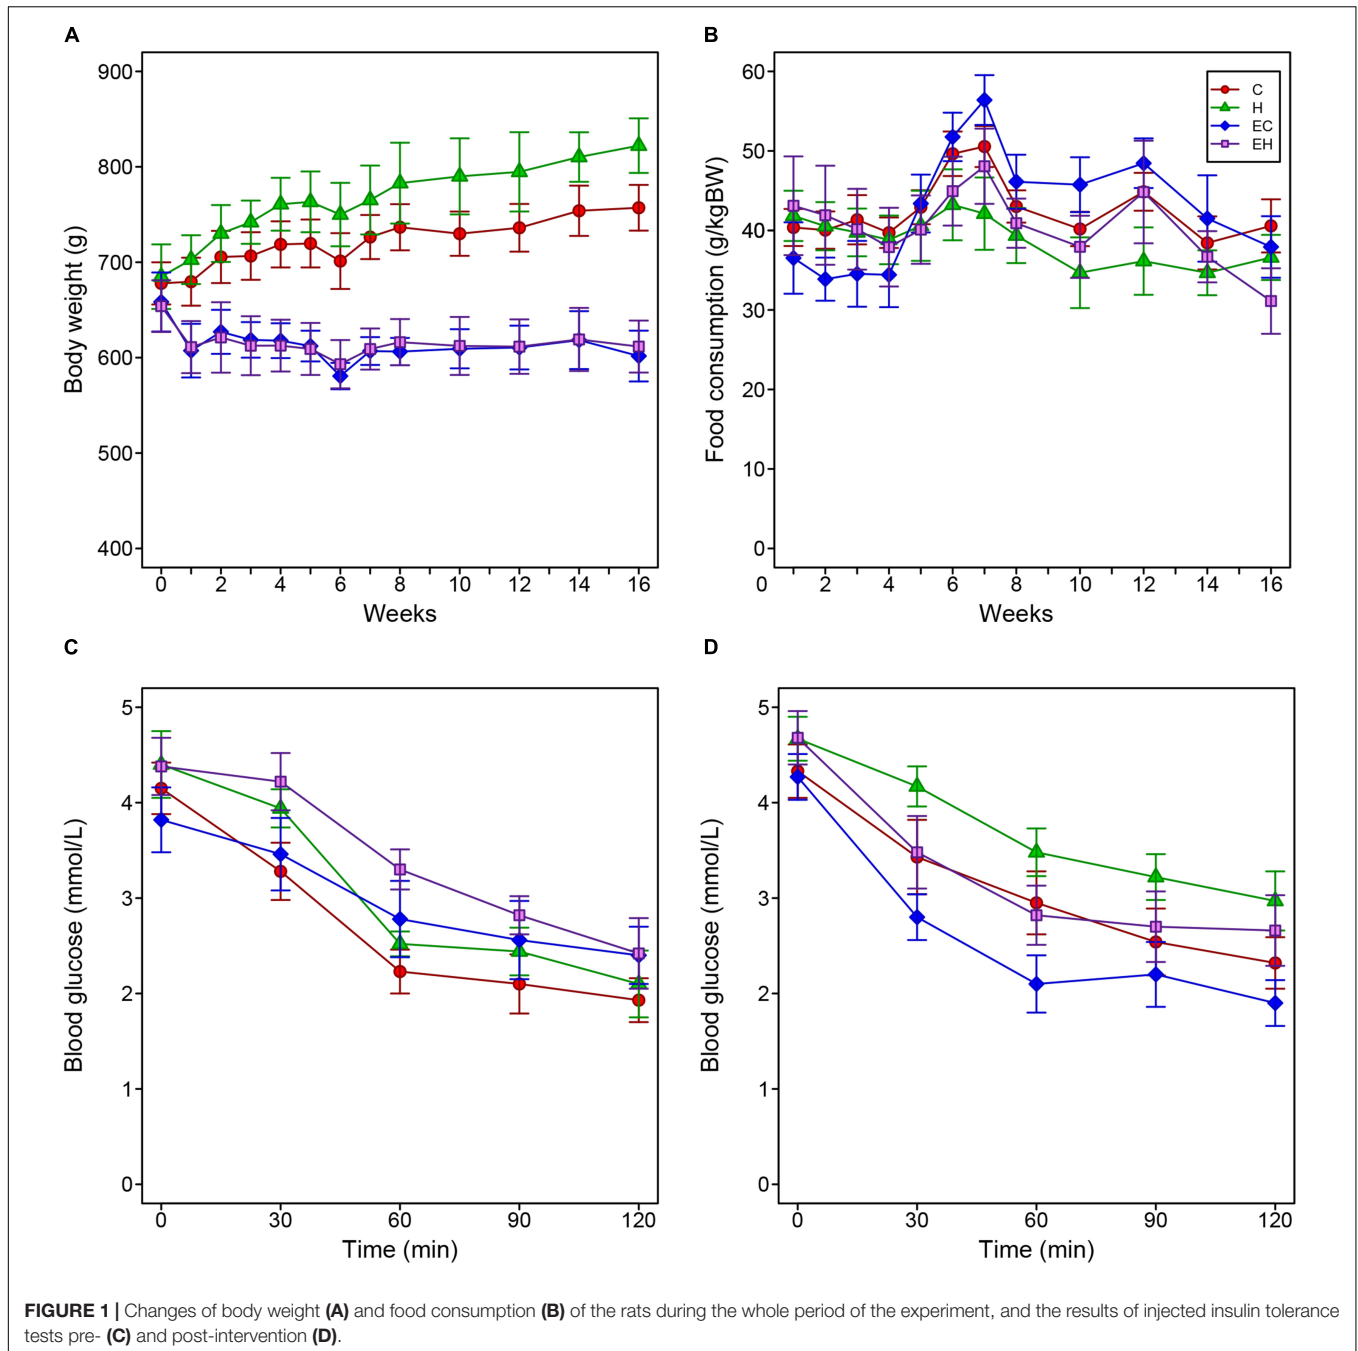 A
B
900
800
700
600
500
400
Body weight (g)
0 2 4 6 8 10 12 14 16
Weeks
60
50
40
30
20
10
0
Food consumption (g/kgBW)
0 2 4 6 8 10 12 14 16
Weeks
C
H
EC
EH
C
D
5
4
3
2
1
0
Blood glucose (mmol/L)
0 30 60 90 120
Time (min)
5
4
3
2
1
0
Blood glucose (mmol/L)
0 30 60 90 120
Time (min)
FIGURE 1 | Changes of body weight (A) and food consumption (B) of the rats during the whole period of the experiment, and the results of injected insulin tolerance
tests pre- (C) and post-intervention (D).